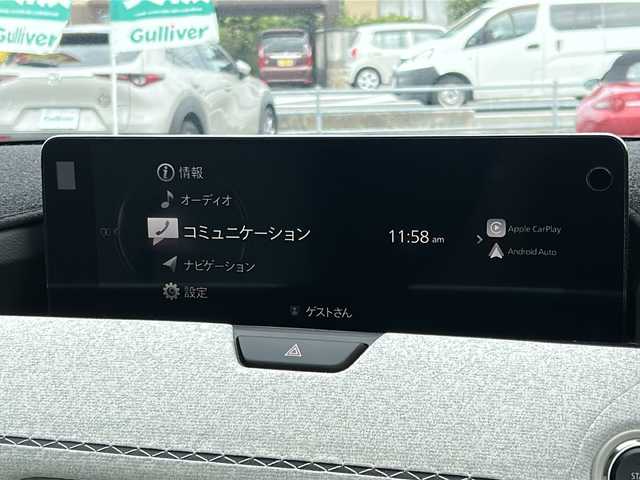 Gulliver
Gulliver
Gulliver
情報
オーディオ
コミュニケーション
ナビゲーション
設定
11:58 am
Apple CarPlay
Android Auto
ゲストさん